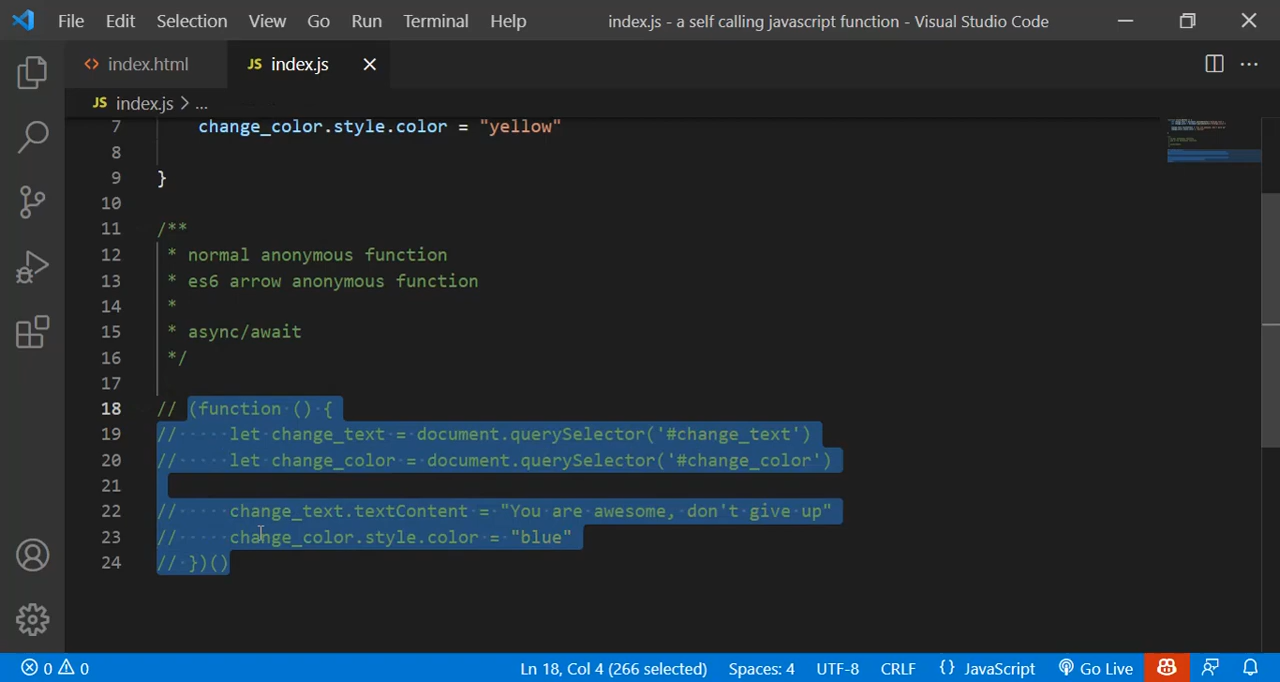 File Edit Selection View Go Run Terminal Help index.js - a self calling javascript function - Visual Studio Code
index.html JS index.js
JS index.js > ...
7 change_color.style.color = "yellow"
8
9 }
10
11 /**
12 * normal anonymous function
13 * es6 arrow anonymous function
14 *
15 * async/await
16 */
17
18 // (function () {
19 // let change_text = document.querySelector('#change_text')
20 // let change_color = document.querySelector('#change_color')
21
22 // change_text.textContent = "You are awesome, don't give up"
23 // change_color.style.color = "blue"
24 // })()
0 0 Ln 18, Col 4 (266 selected) Spaces: 4 UTF-8 CRLF {} JavaScript Go Live